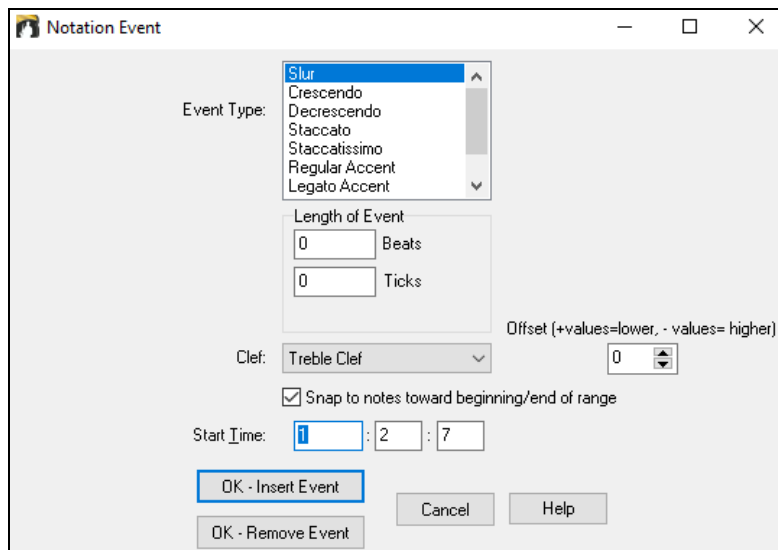 Notation Event
Event Type:
Slur
Crescendo
Decrescendo
Staccato
Staccatissimo
Regular Accent
Legato Accent
Length of Event
0 Beats
0 Ticks
Offset (+values=lower, - values= higher)
Clef: Treble Clef 0
Snap to notes toward beginning/end of range
Start Time: 1 : 2 : 7
OK - Insert Event
Cancel Help
OK - Remove Event